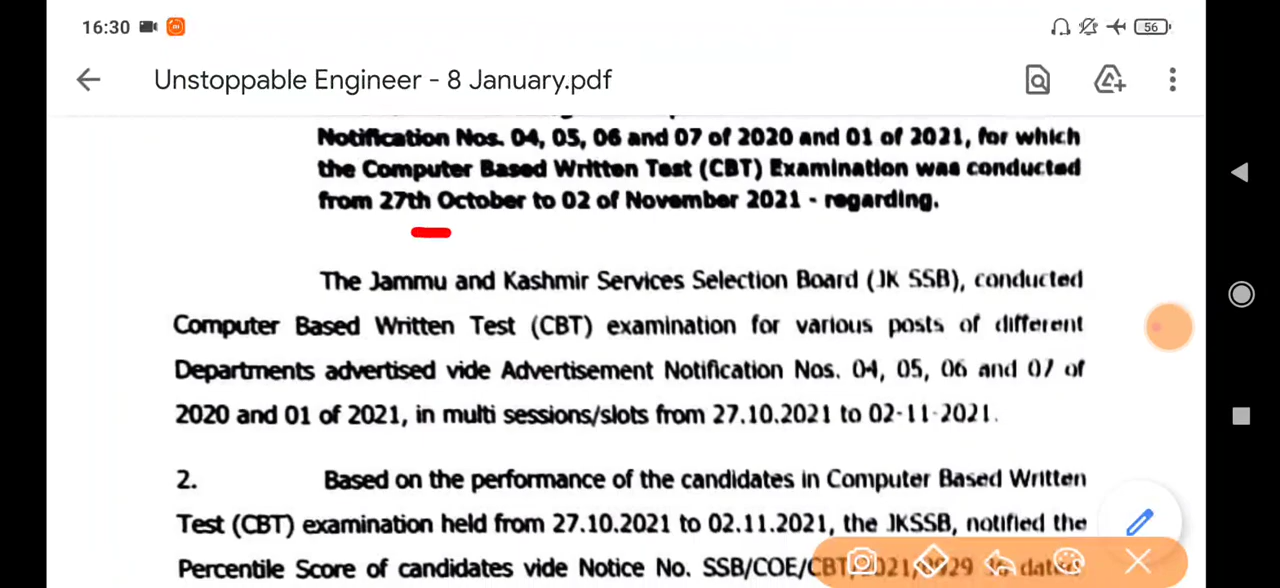 16:30
56
Unstoppable Engineer - 8 January.pdf
Notification Nos. 04, 05, 06 and 07 of 2020 and 01 of 2021, for which
the Computer Based Written Test (CBT) Examination was conducted
from 27th October to 02 of November 2021 - regarding.
The Jammu and Kashmir Services Selection Board (JK SSB), conducted
Computer Based Written Test (CBT) examination for various posts of different
Departments advertised vide Advertisement Notification Nos. 04, 05, 06 and 07 of
2020 and 01 of 2021, in multi sessions/slots from 27.10.2021 to 02-11-2021.
2. Based on the performance of the candidates in Computer Based Written
Test (CBT) examination held from 27.10.2021 to 02.11.2021, the JKSSB, notified the
Percentile Score of candidates vide Notice No. SSB/COE/CBT/2021/